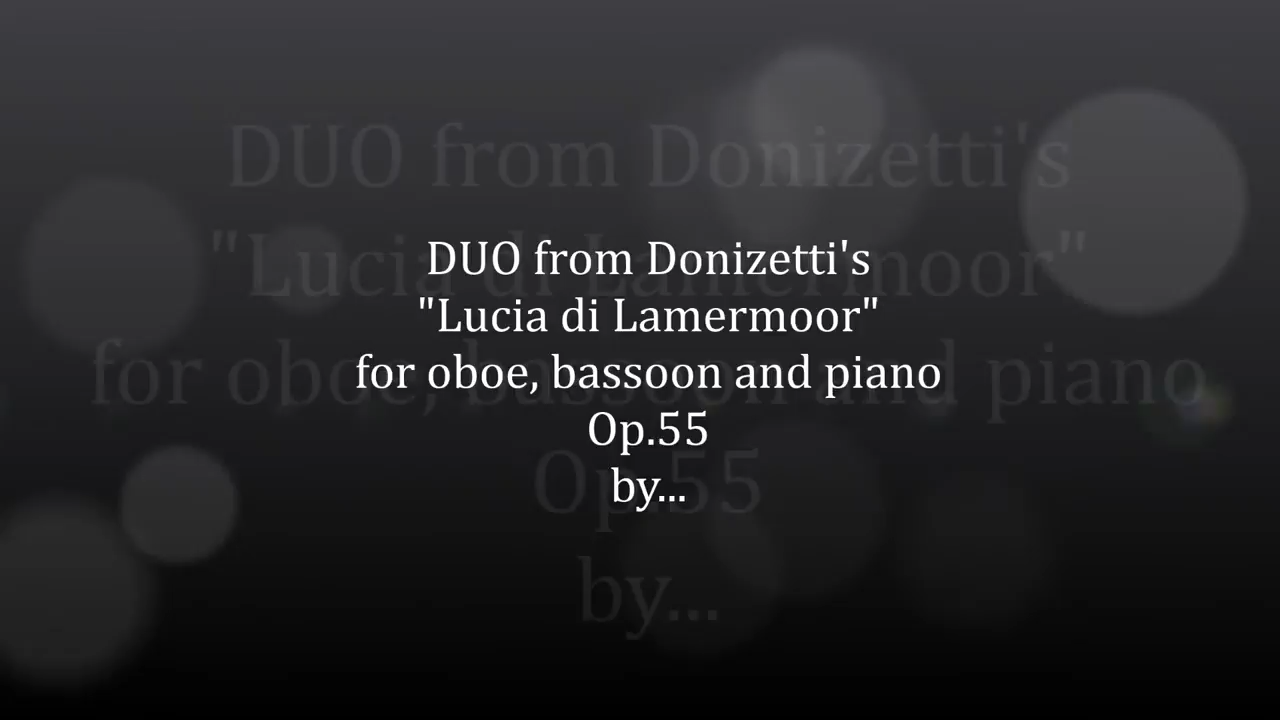 DUO from Donizetti's
"Lucia di Lamermoor"
for oboe, bassoon and piano
Op.55
by...